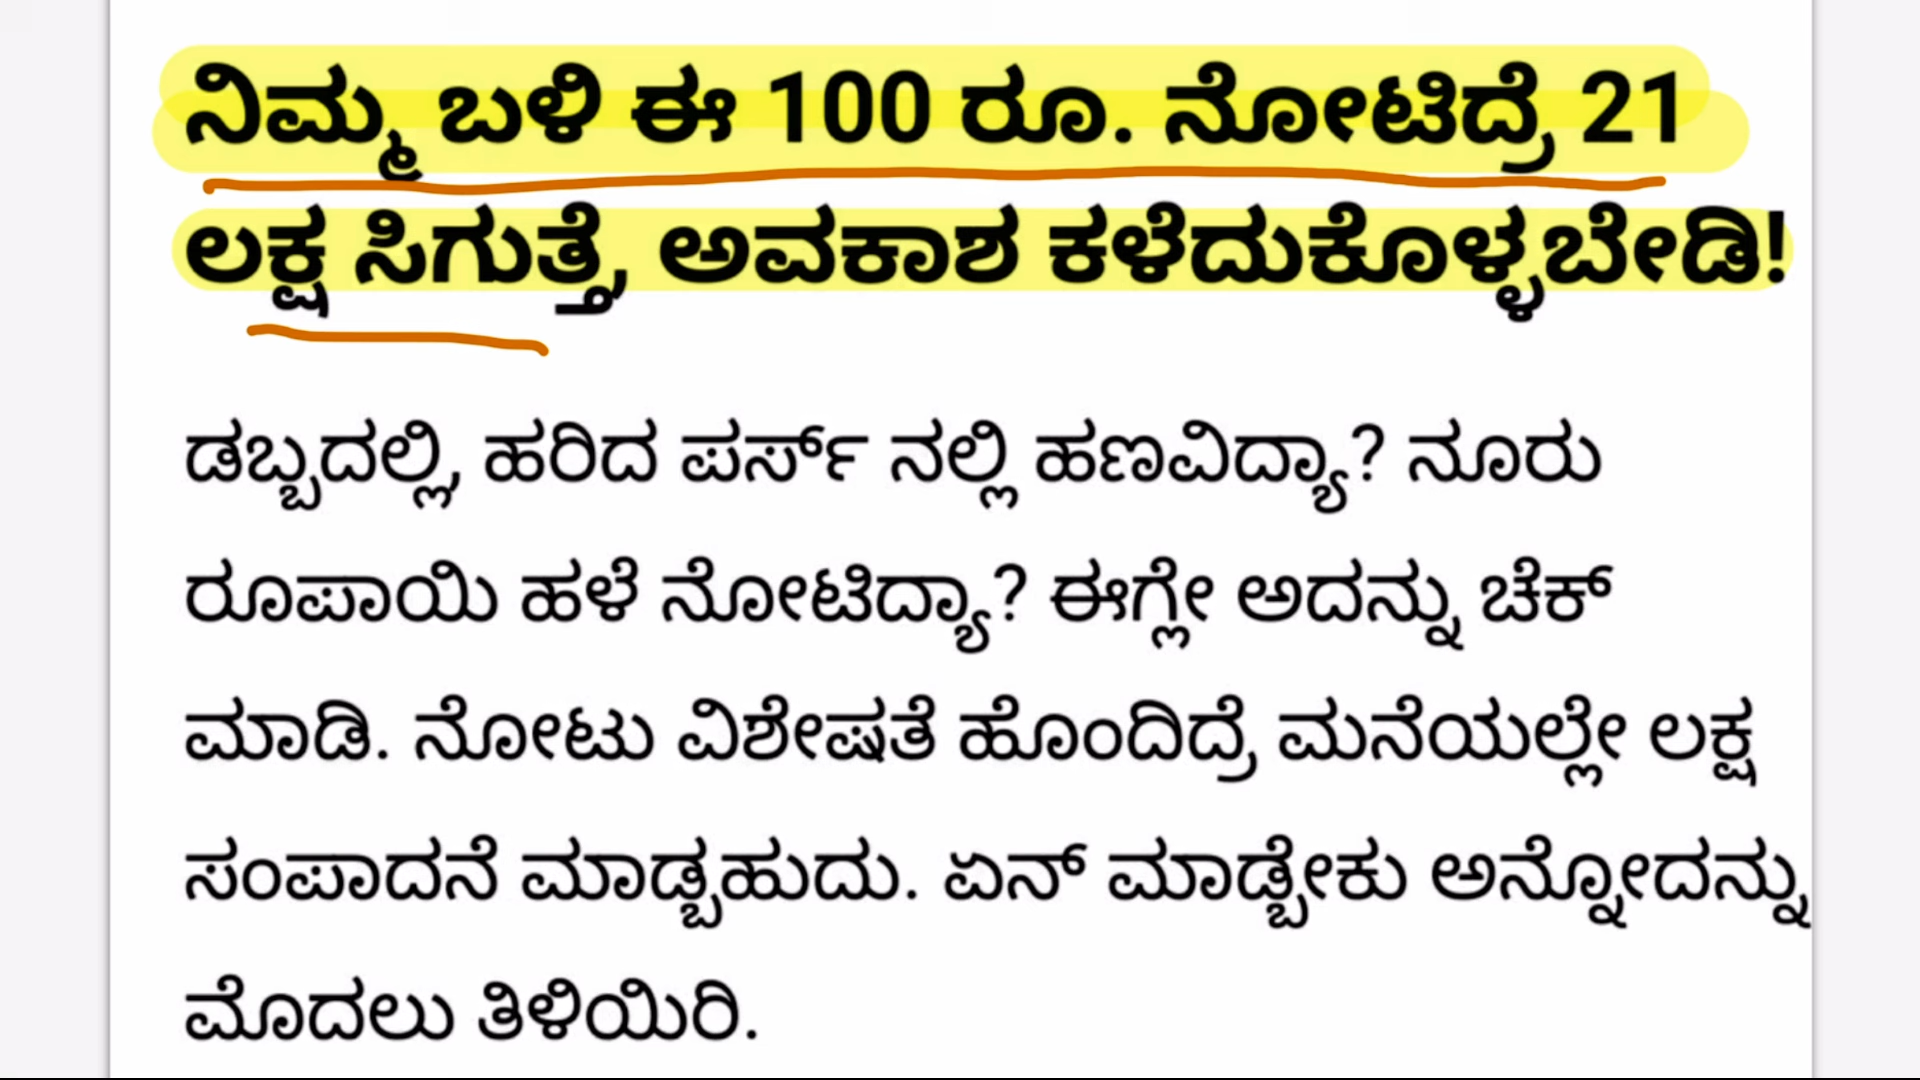 ನಿಮ್ಮ ಬಳಿ ಈ 100 ರೂ. ನೋಟಿದ್ರೆ 21
ಲಕ್ಷ ಸಿಗುತ್ತೆ, ಅವಕಾಶ ಕಳೆದುಕೊಳ್ಳಬೇಡಿ!
ಡಬ್ಬದಲ್ಲಿ, ಹರಿದ ಪರ್ಸ್ ನಲ್ಲಿ ಹಣವಿದ್ಯಾ? ನೂರು
ರೂಪಾಯಿ ಹಳೆ ನೋಟಿದ್ಯಾ? ಈಗ್ಲೇ ಅದನ್ನು ಚೆಕ್
ಮಾಡಿ. ನೋಟು ವಿಶೇಷತೆ ಹೊಂದಿದ್ರೆ ಮನೆಯಲ್ಲೇ ಲಕ್ಷ
ಸಂಪಾದನೆ ಮಾಡ್ಬಹುದು. ಏನ್ ಮಾಡ್ಬೇಕು ಅನ್ನೋದನ್ನು
ಮೊದಲು ತಿಳಿಯಿರಿ.